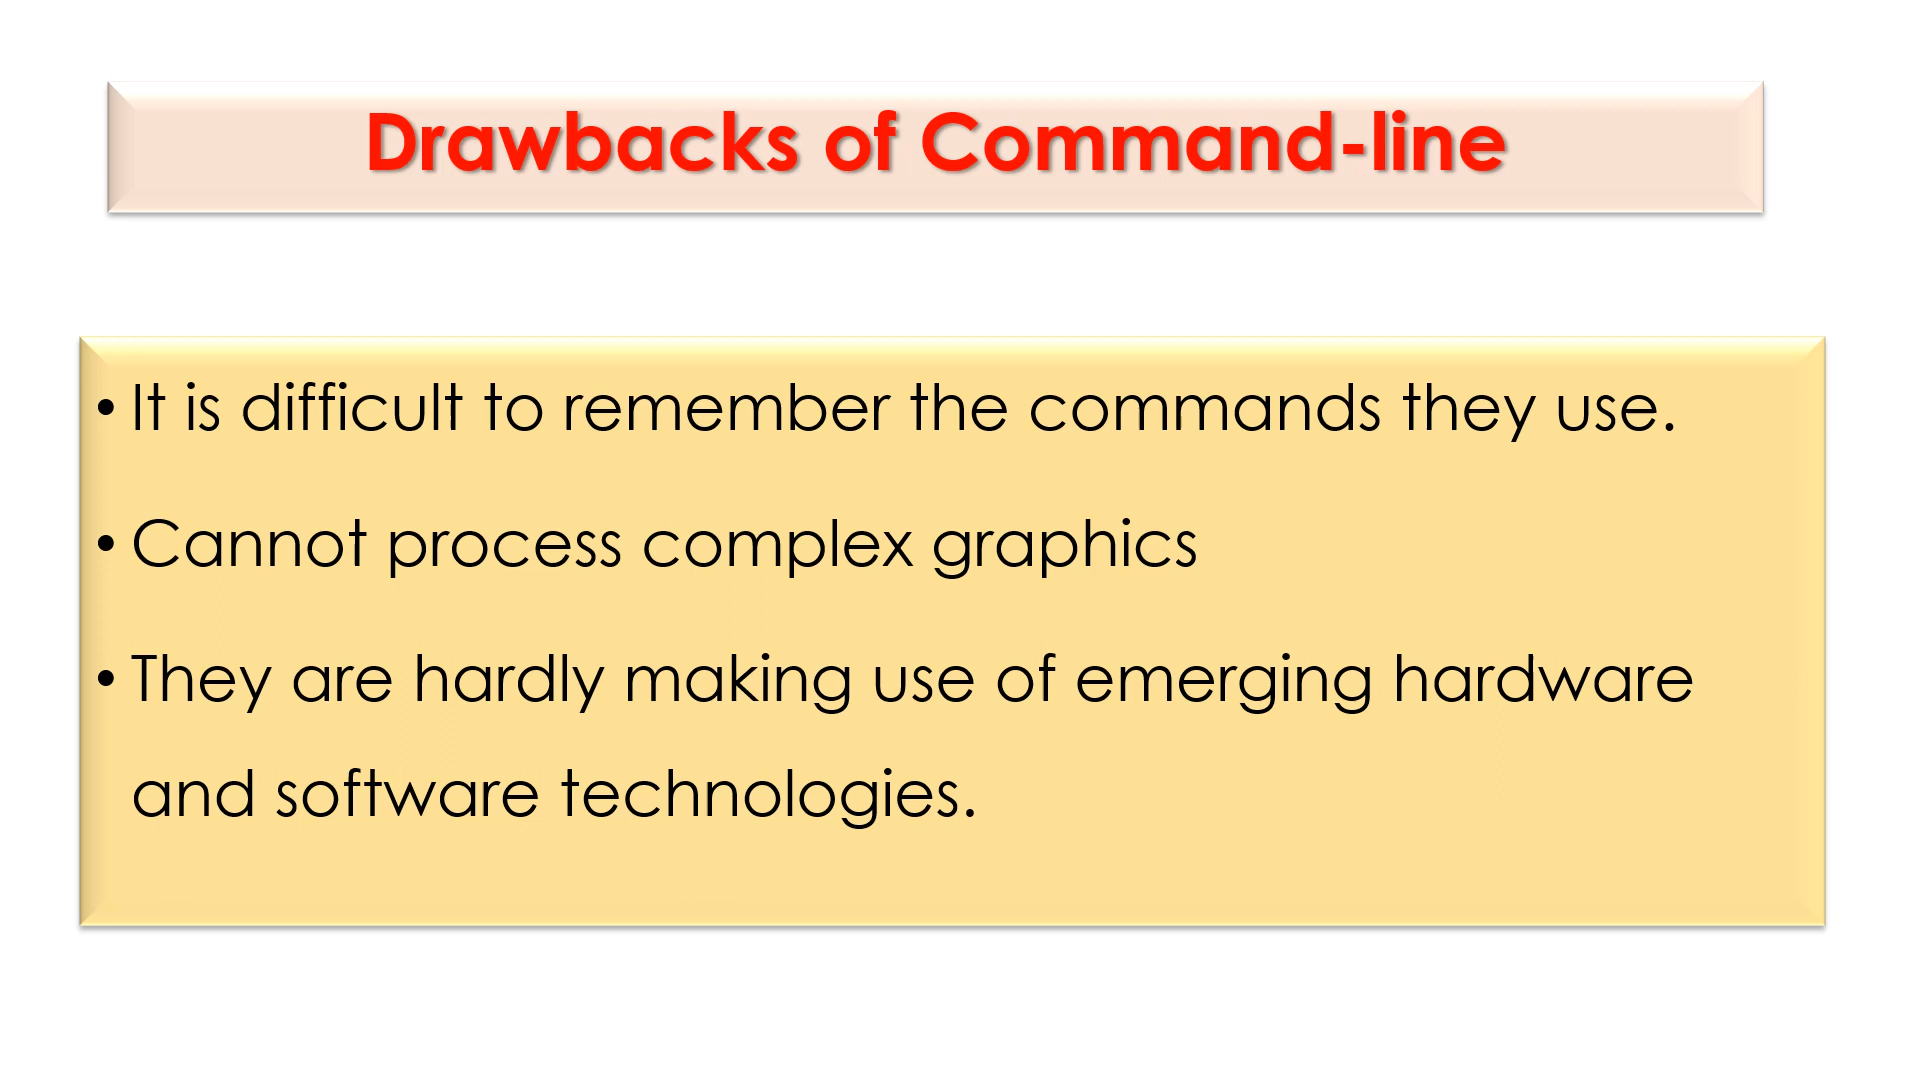 Drawbacks of Command-line
• It is difficult to remember the commands they use.
• Cannot process complex graphics
• They are hardly making use of emerging hardware
and software technologies.